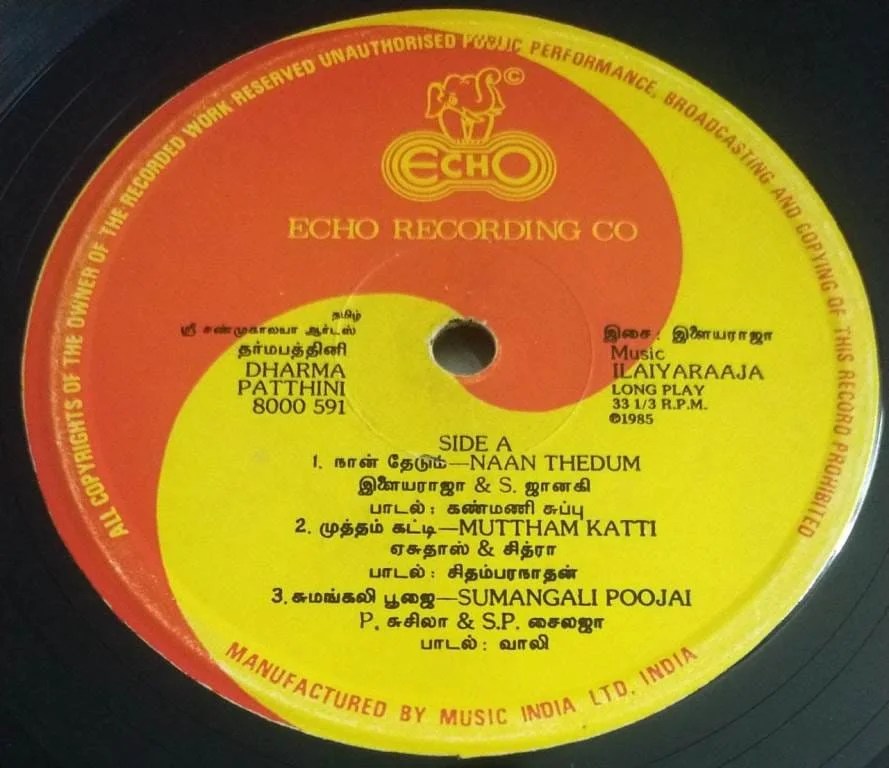 ALL COPYRIGHTS OF THE OWNER OF THE RECORDED WORK RESERVED UNAUTHORISED PUBLIC PERFORMANCE, BROADCASTING AND COPYING OF THIS RECORD PROHIBITED
©
ECHO
ECHO RECORDING CO
தமிழ்
ஸ்ரீ சண்முகாலயா ஆர்ட்ஸ்
தர்மபத்தினி
DHARMA
PATTHINI
8000 591
இசை : இளையராஜா
Music
ILAIYARAAJA
LONG PLAY
33 1/3 R.P.M.
©1985
SIDE A
1. நான் தேடும்—NAAN THEDUM
இளையராஜா & S. ஜானகி
பாடல் : கண்மணி சுப்பு
2. முத்தம் கட்டி—MUTTHAM KATTI
ஏசுதாஸ் & சித்ரா
பாடல் : சிதம்பரநாதன்
3. சுமங்கலி பூஜை—SUMANGALI POOJAI
P. சுசிலா & S.P. சைலஜா
பாடல் : வாலி
MANUFACTURED BY MUSIC INDIA LTD. INDIA